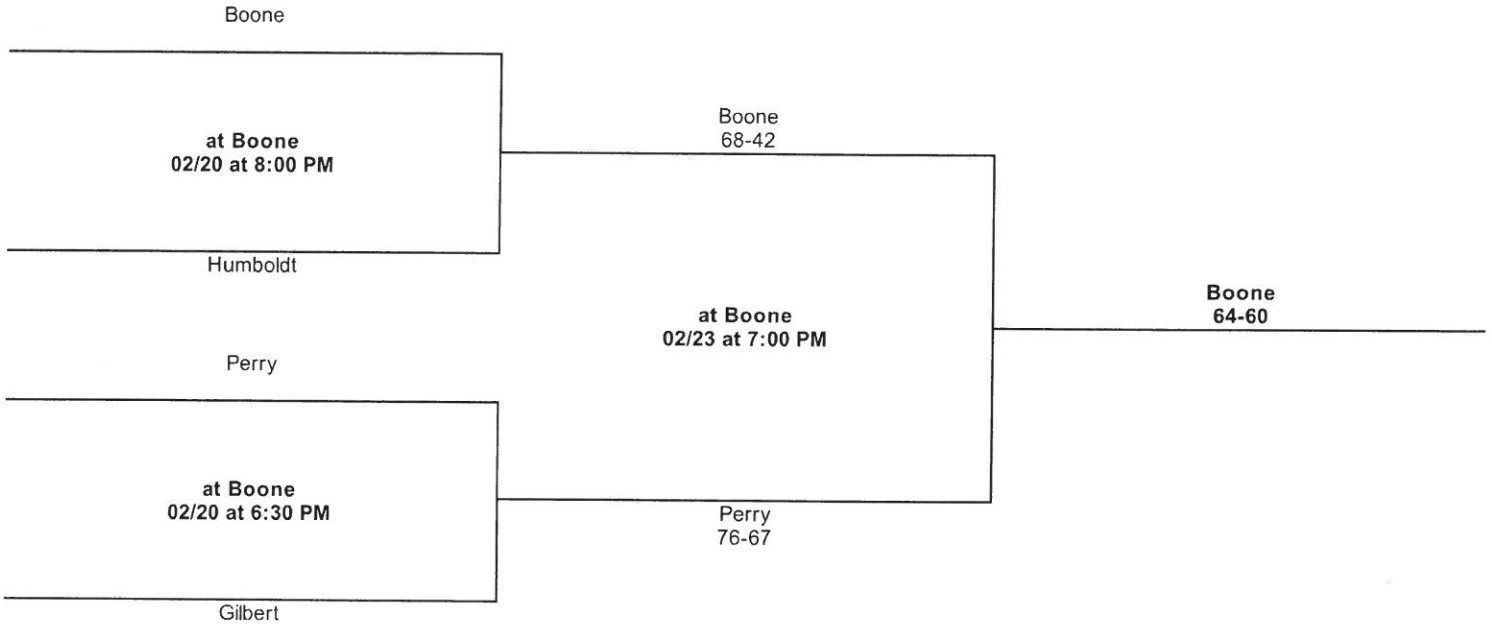 Boone
at Boone
02/20 at 8:00 PM
Humboldt
Boone
68-42
Perry
at Boone
02/20 at 6:30 PM
Gilbert
Perry
76-67
at Boone
02/23 at 7:00 PM
Boone
64-60